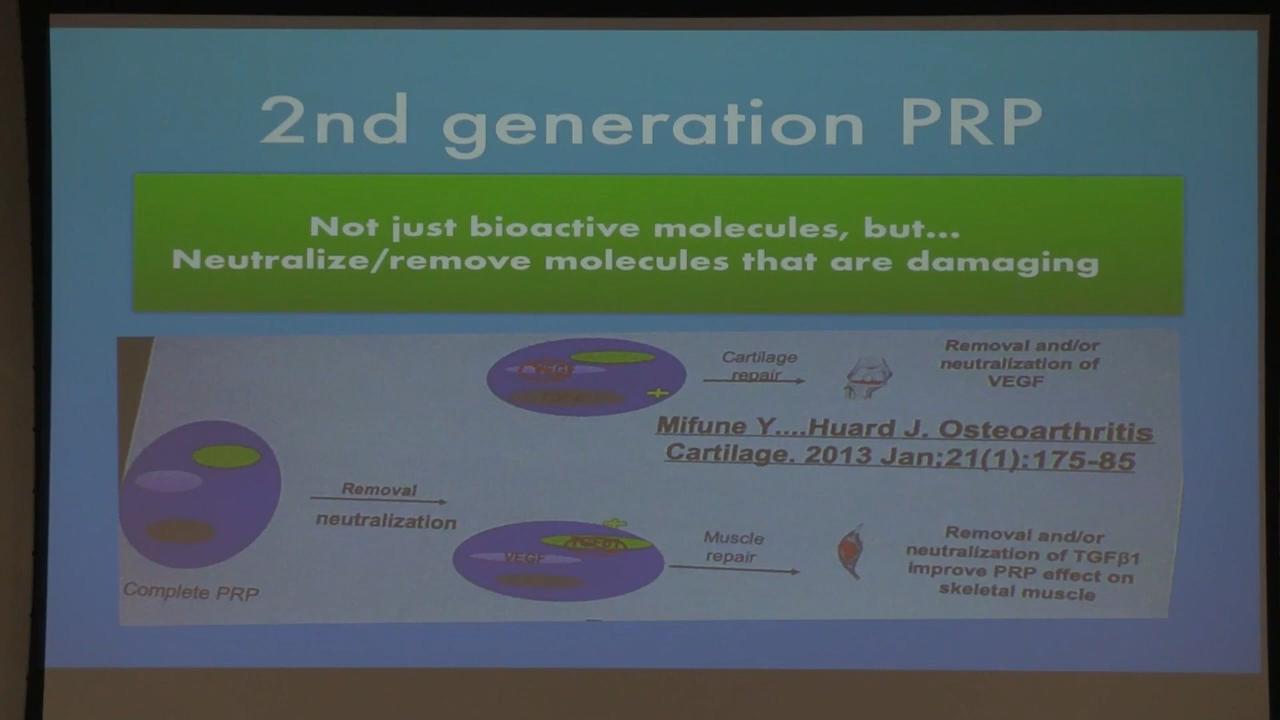 2nd generation PRP
Not just bioactive molecules, but...
Neutralize/remove molecules that are damaging
VEGF
Cartilage
repair
Removal and/or
neutralization of
VEGF
Mifune Y....Huard J. Osteoarthritis
Cartilage. 2013 Jan;21(1):175-85
Removal
neutralization
Complete PRP
VEGF
Muscle
repair
Removal and/or
neutralization of TGFβ1
improve PRP effect on
skeletal muscle